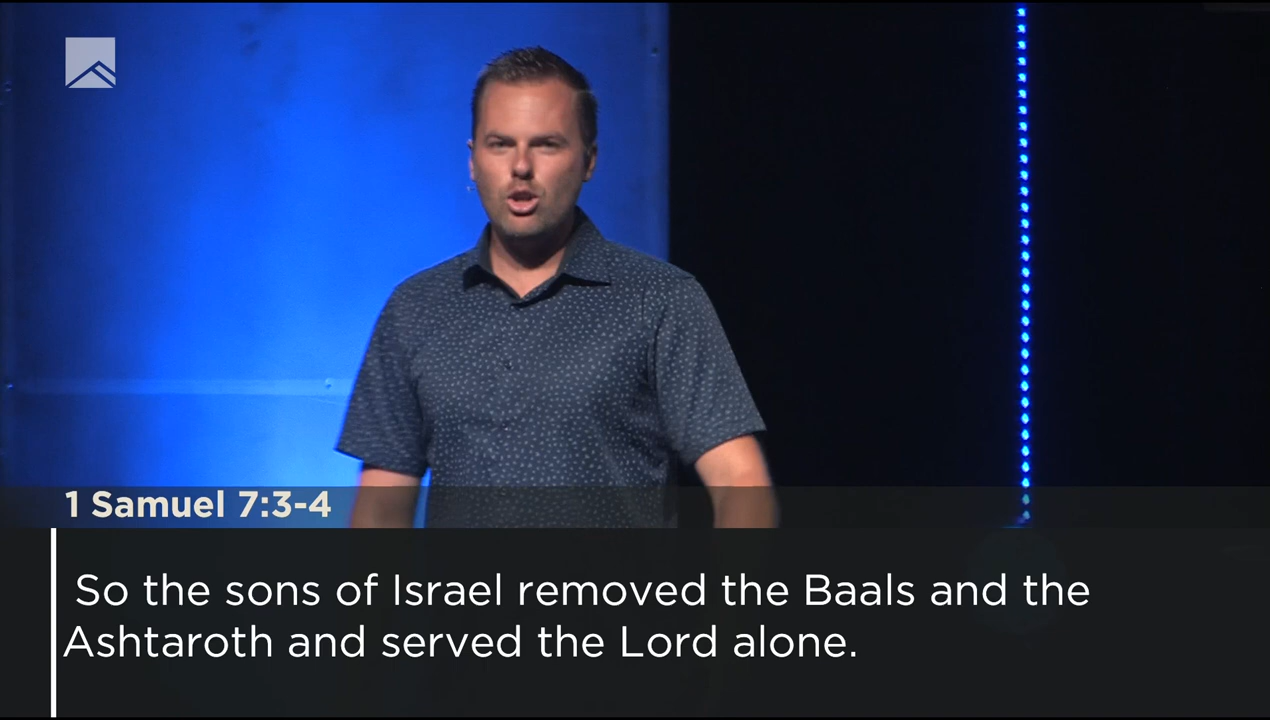 1 Samuel 7:3-4
So the sons of Israel removed the Baals and the
Ashtaroth and served the Lord alone.